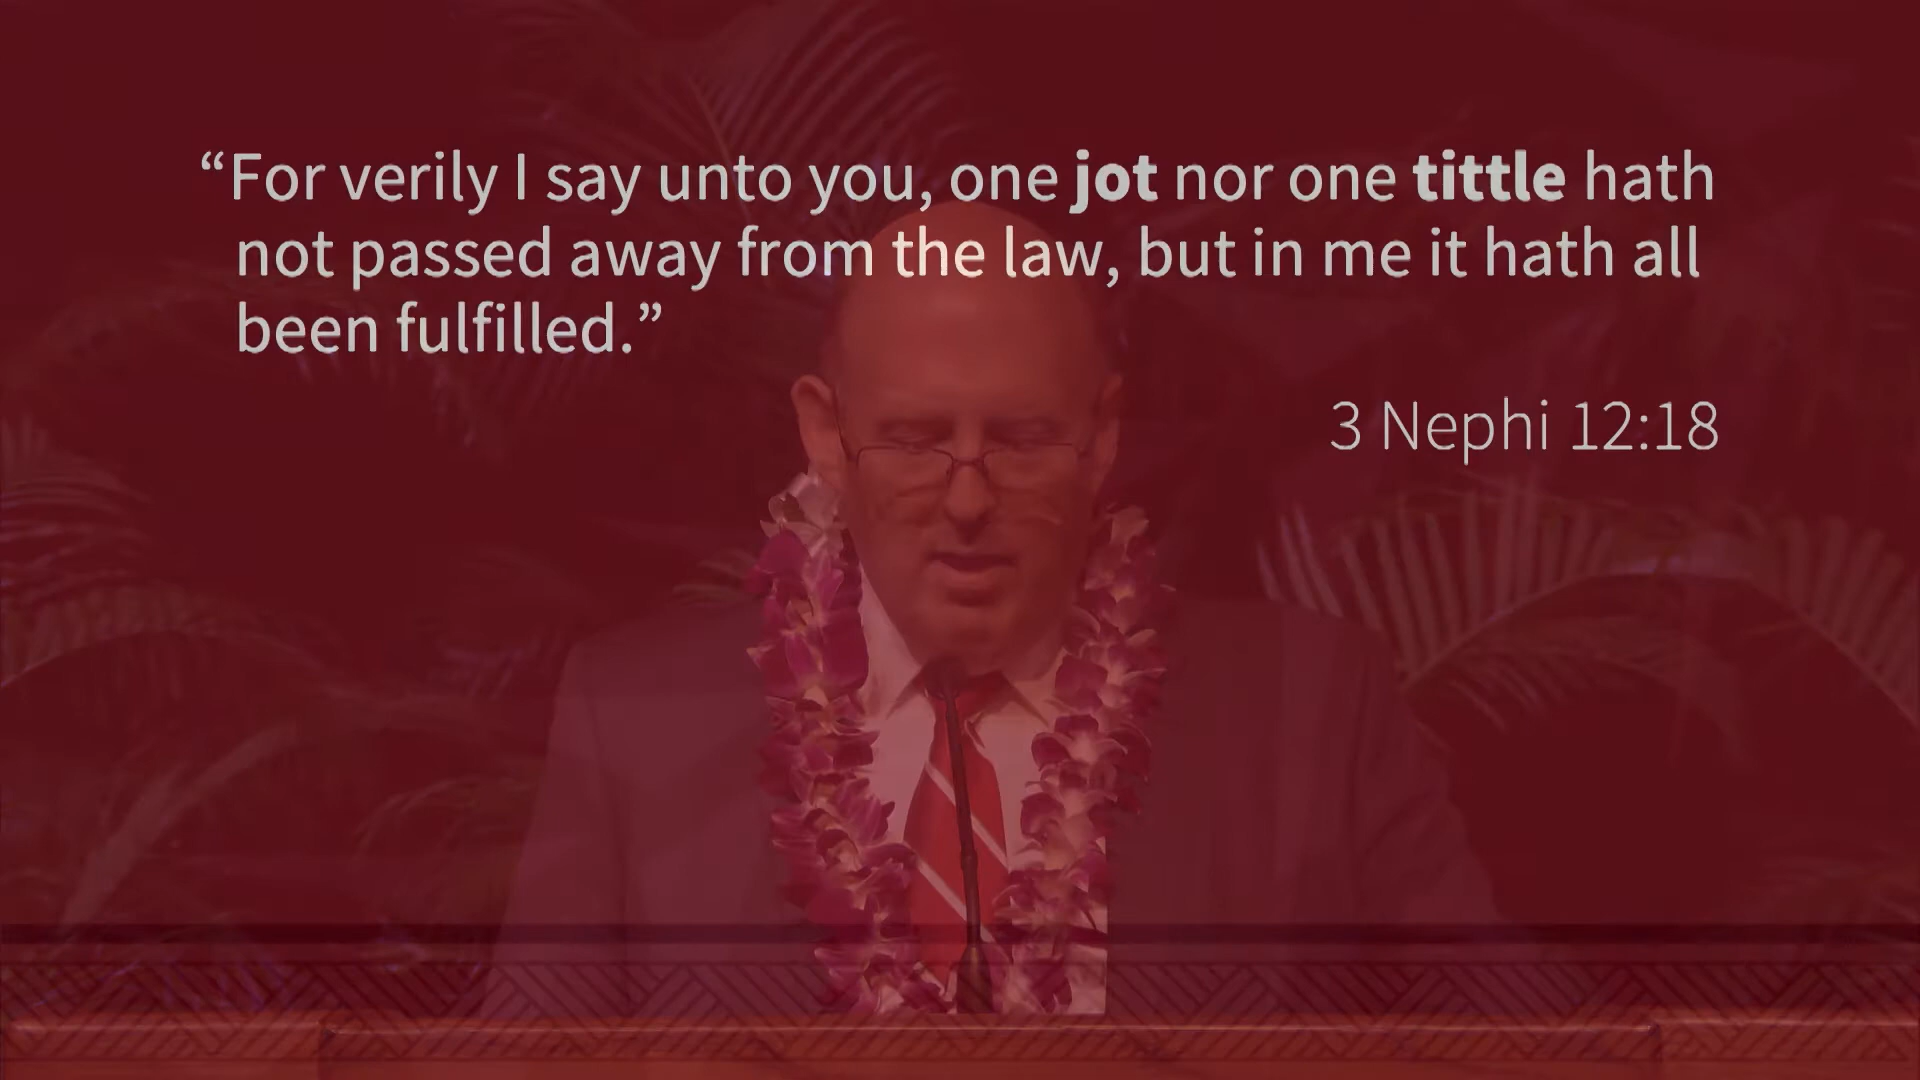 “For verily I say unto you, one jot nor one tittle hath
not passed away from the law, but in me it hath all
been fulfilled.”
3 Nephi 12:18